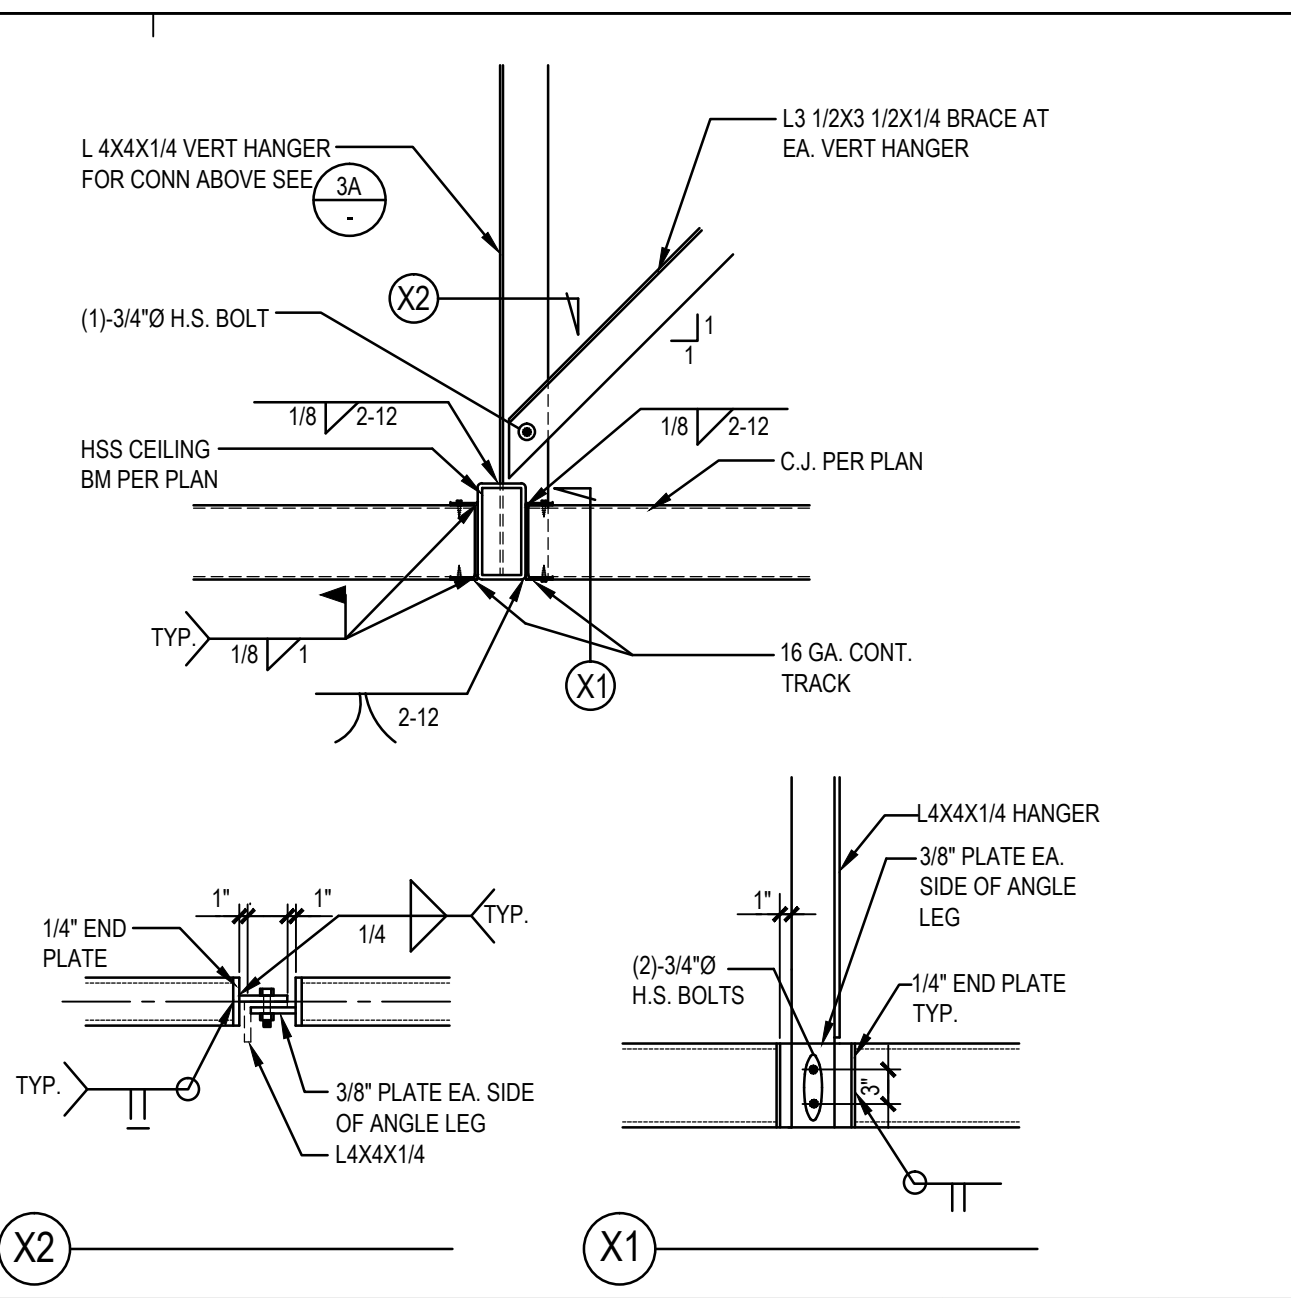 L3 1/2X3 1/2X1/4 BRACE AT
EA. VERT HANGER
L 4X4X1/4 VERT HANGER
FOR CONN ABOVE SEE
3A
-
X2
(1)-3/4"Ø H.S. BOLT
1
1
1/8 2-12
1/8 2-12
HSS CEILING
BM PER PLAN
C.J. PER PLAN
TYP.
1/8 1
16 GA. CONT.
TRACK
X1
2-12
L4X4X1/4 HANGER
3/8" PLATE EA.
SIDE OF ANGLE
LEG
1"
(2)-3/4"Ø
H.S. BOLTS
1/4" END PLATE
TYP.
3"
X1
1" 1"
TYP.
1/4
1/4" END
PLATE
TYP.
3/8" PLATE EA. SIDE
OF ANGLE LEG
L4X4X1/4
X2